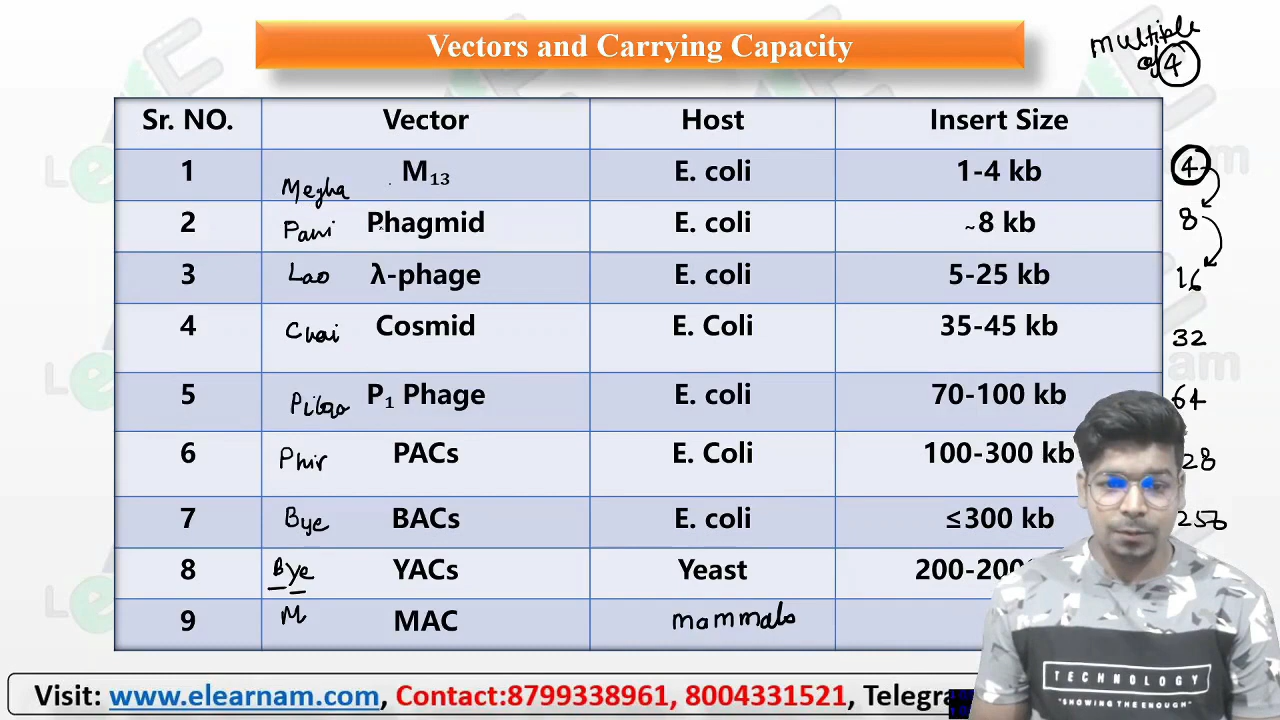 Vectors and Carrying Capacity
multiple
of 4
Sr. NO. Vector Host Insert Size
1 Megha M₁₃ E. coli 1-4 kb 4
2 Pani Phagmid E. coli ~8 kb 8
3 Lao λ-phage E. coli 5-25 kb 16
4 Chai Cosmid E. Coli 35-45 kb 32
5 P₁ Phage E. coli 70-100 kb 64
6 Phir PACs E. Coli 100-300 kb 28
7 Bye BACs E. coli ≤300 kb 256
8 Bye YACs Yeast
9 M MAC mammals
TECHNOLOGY
"SHOWING THE ENOUGH"
Visit: www.elearnam.com, Contact:8799338961, 8004331521, Telegra